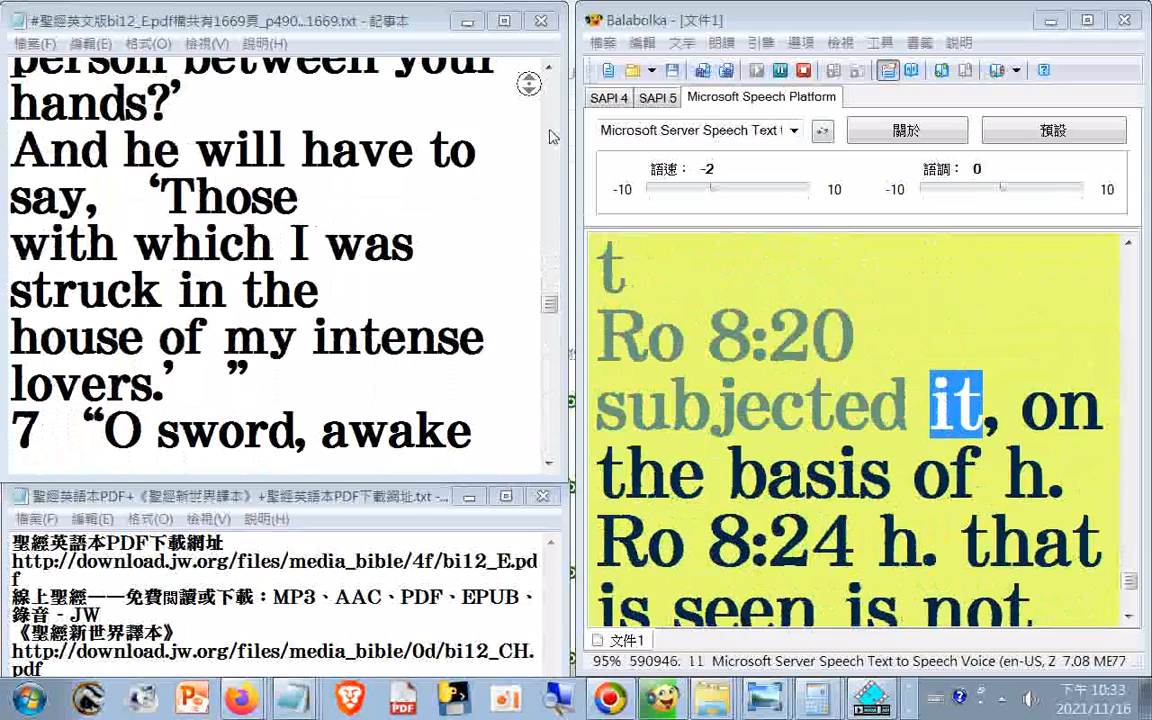 #聖經英文版bi12_E.pdf檔共有1669頁_p490...1669.txt - 記事本
檔案(F) 編輯(E) 格式(O) 檢視(V) 說明(H)
person between your
hands?’
And he will have to
say, ‘Those
with which I was
struck in the
house of my intense
lovers.’ ”
7 “O sword, awake
聖經英語本PDF+《聖經新世界譯本》+聖經英語本PDF下載網址.txt -...
檔案(F) 編輯(E) 格式(O) 檢視(V) 說明(H)
聖經英語本PDF下載網址
http://download.jw.org/files/media_bible/4f/bi12_E.pd
f
線上聖經——免費閱讀或下載：MP3、AAC、PDF、EPUB、
錄音 - JW
《聖經新世界譯本》
http://download.jw.org/files/media_bible/0d/bi12_CH.
pdf
Balabolka - [文件1]
檔案 編輯 文字 朗讀 引擎 選項 檢視 工具 書籤 說明
SAPI 4 SAPI 5 Microsoft Speech Platform
Microsoft Server Speech Text t 關於 預設
語速： -2 語調： 0
-10 10 -10 10
t
Ro 8:20
subjected it, on
the basis of h.
Ro 8:24 h. that
is seen is not
文件1
95% 590946. 11 Microsoft Server Speech Text to Speech Voice (en-US, Z 7.08 ME77
PDF
下午 10:33
2021/11/16